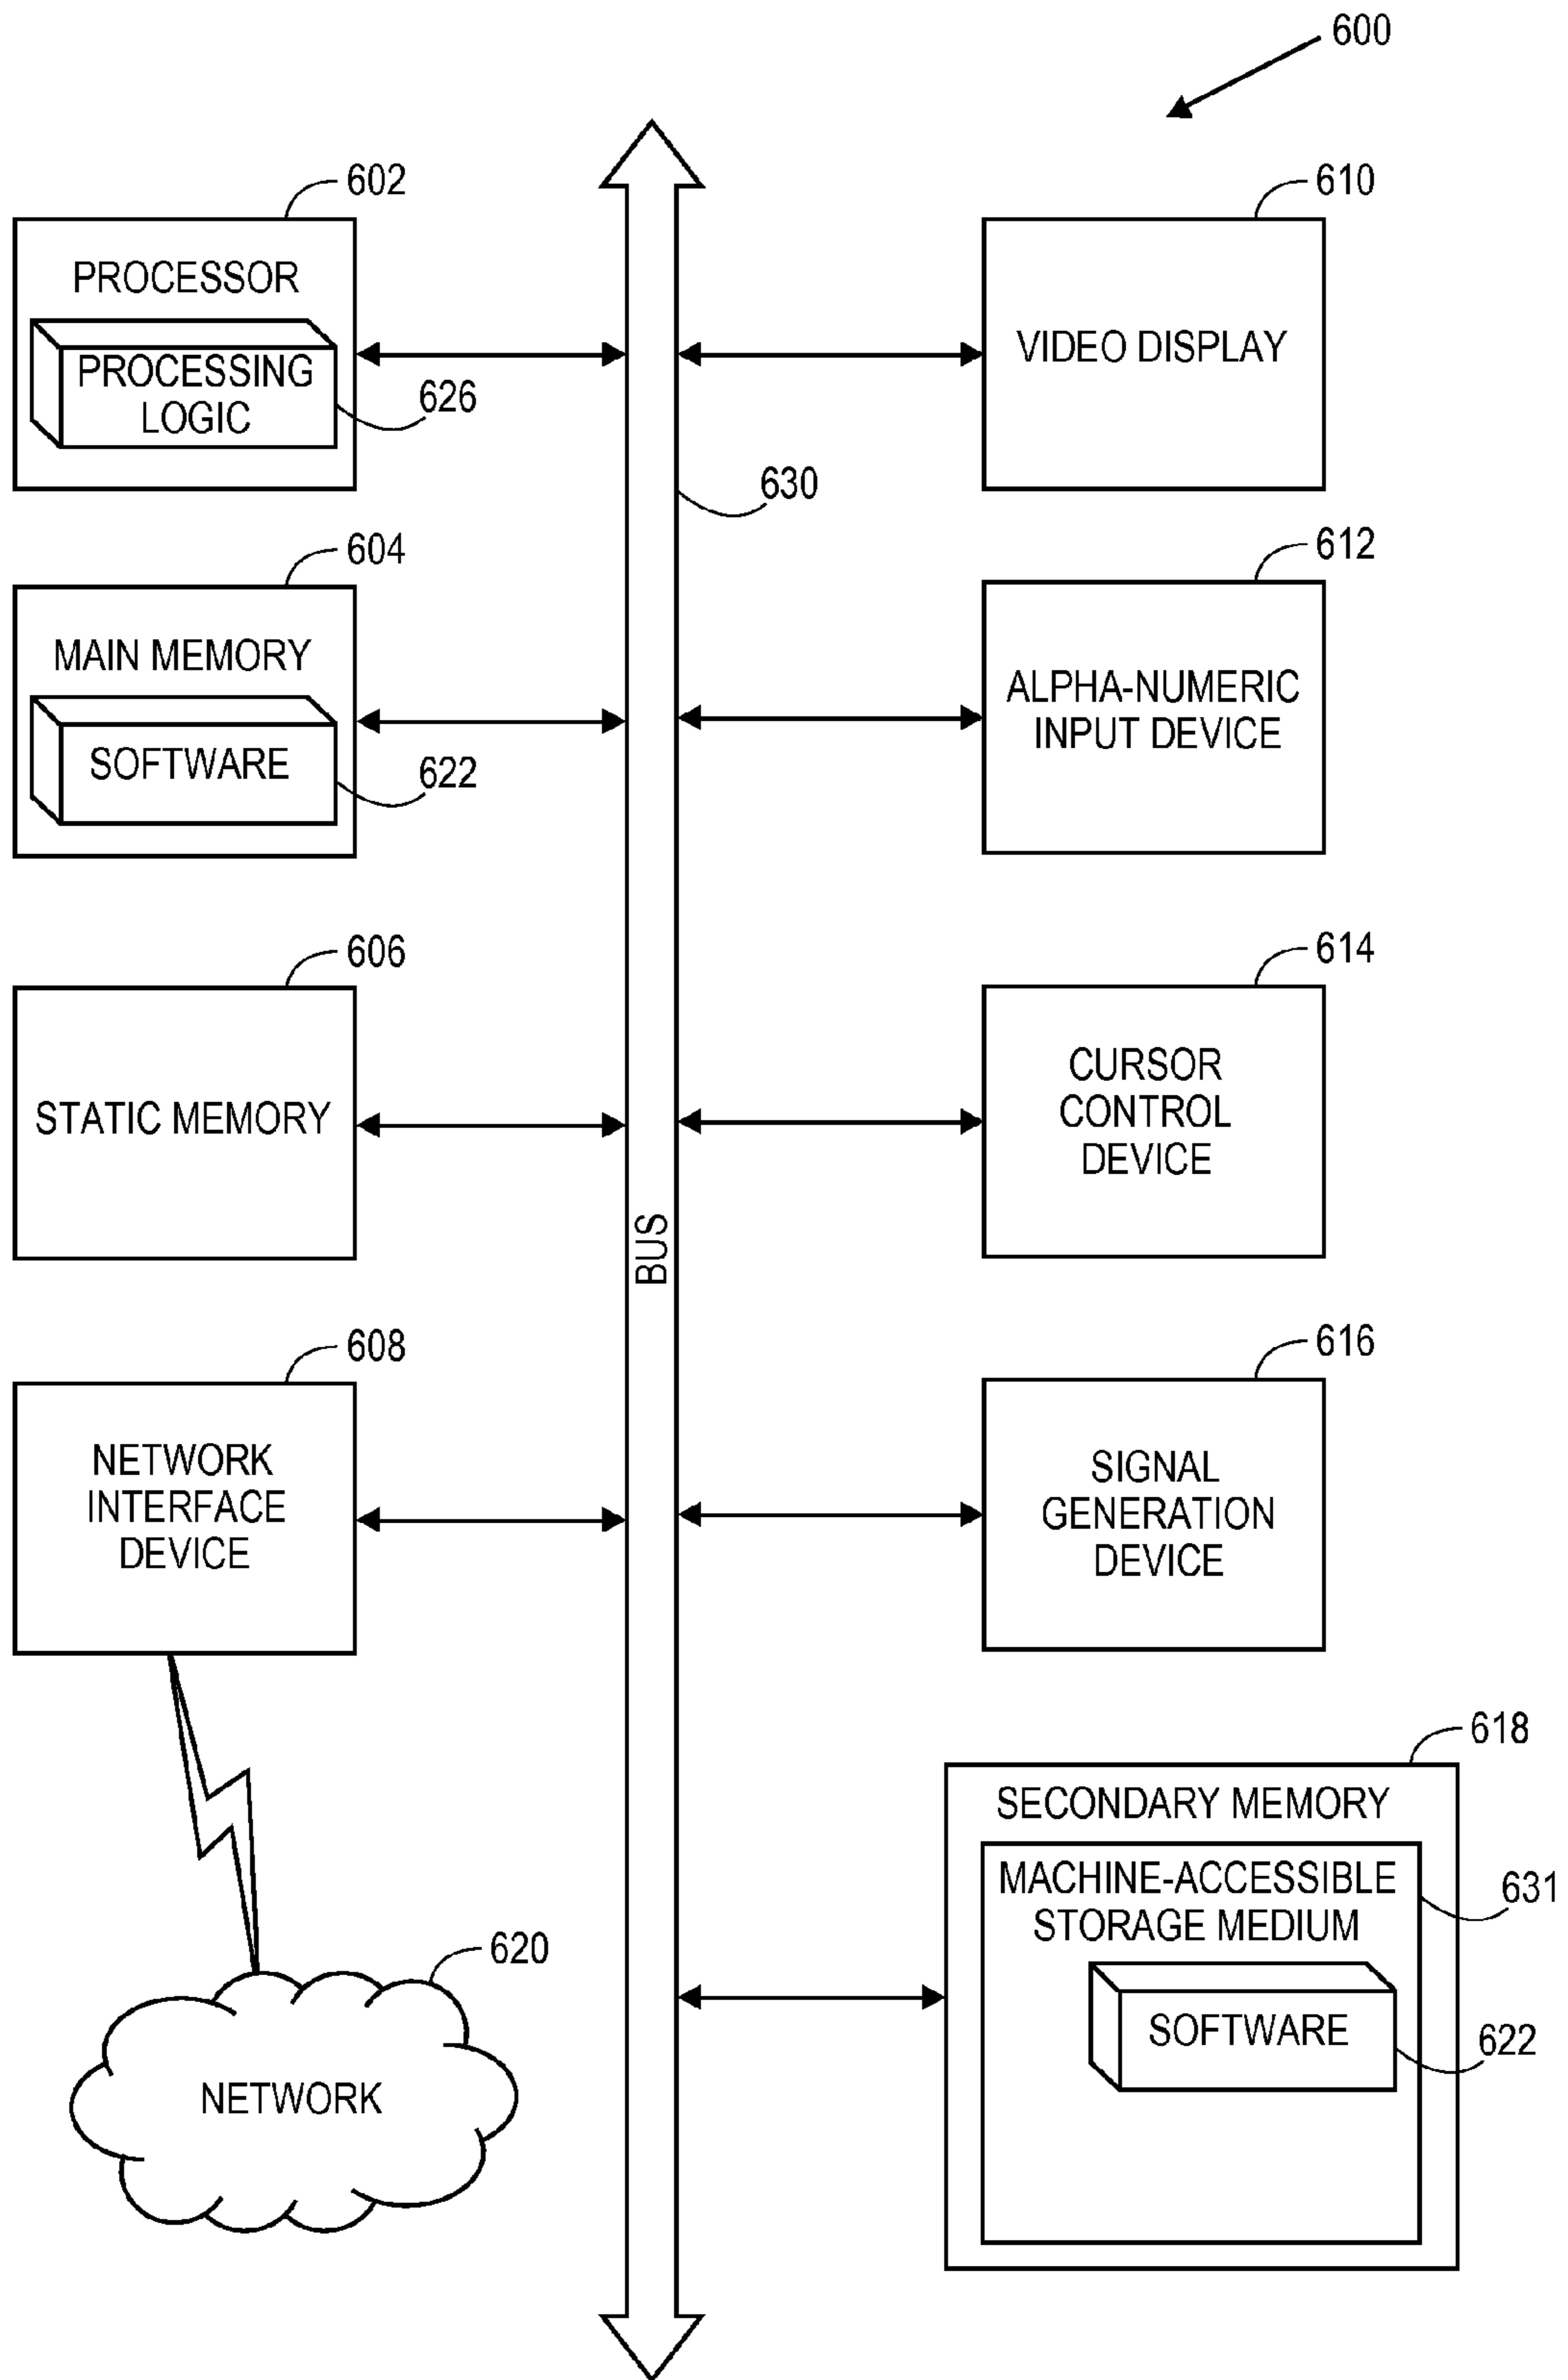 600
602
PROCESSOR
PROCESSING
LOGIC
626
604
MAIN MEMORY
SOFTWARE
622
606
STATIC MEMORY
608
NETWORK
INTERFACE
DEVICE
620
NETWORK
630
BUS
610
VIDEO DISPLAY
612
ALPHA-NUMERIC
INPUT DEVICE
614
CURSOR
CONTROL
DEVICE
616
SIGNAL
GENERATION
DEVICE
618
SECONDARY MEMORY
MACHINE-ACCESSIBLE
STORAGE MEDIUM
631
SOFTWARE
622